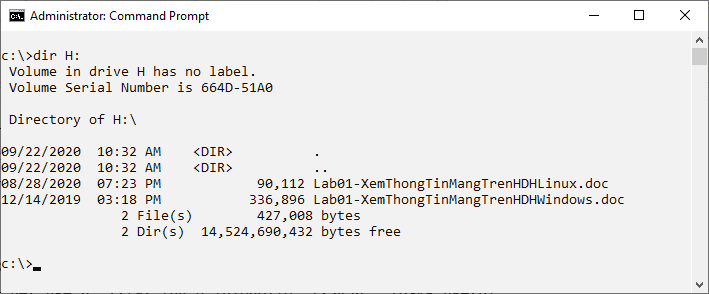 Administrator: Command Prompt
c:\>dir H:
 Volume in drive H has no label.
 Volume Serial Number is 664D-51A0
 Directory of H:\
09/22/2020  10:32 AM    <DIR>          .
09/22/2020  10:32 AM    <DIR>          ..
08/28/2020  07:23 PM            90,112 Lab01-XemThongTinMangTrenHDHLinux.doc
12/14/2019  03:18 PM           336,896 Lab01-XemThongTinMangTrenHDHWindows.doc
               2 File(s)        427,008 bytes
               2 Dir(s)  14,524,690,432 bytes free
c:\>